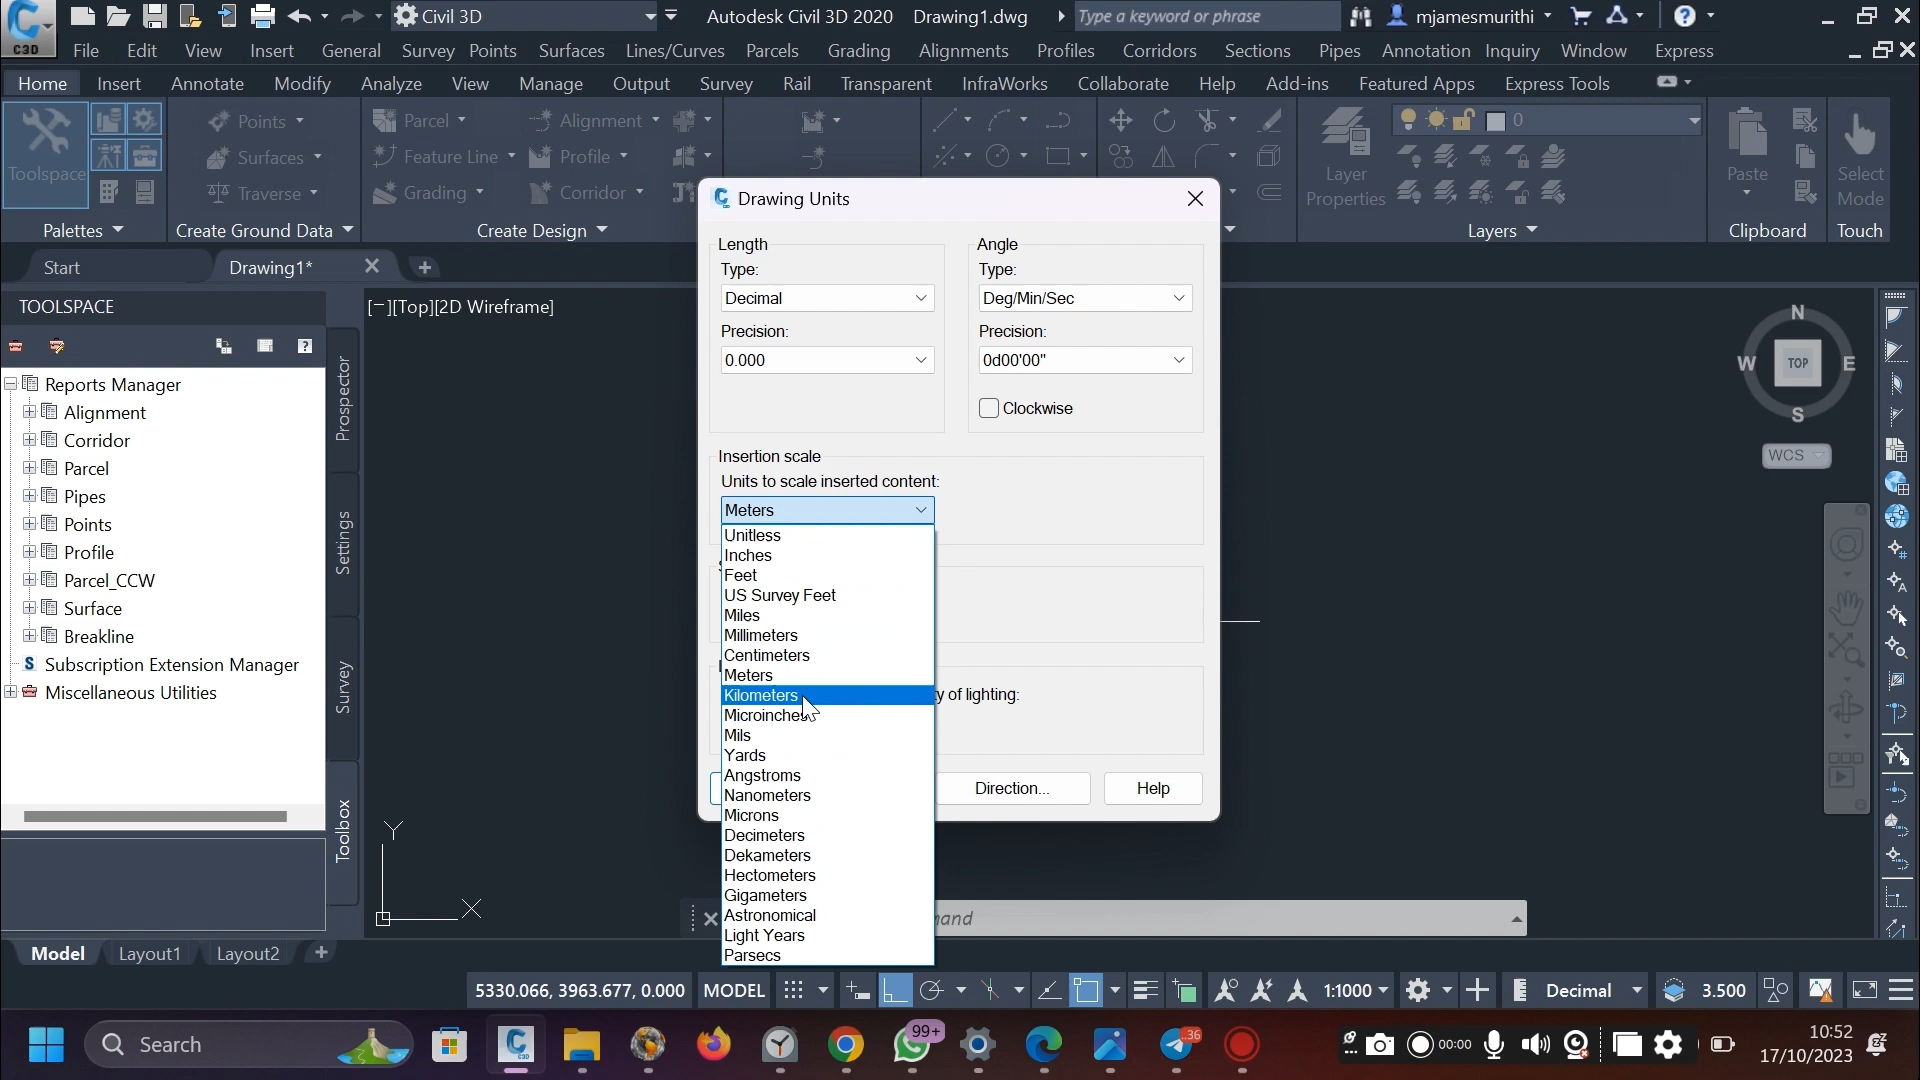 C3D
Civil 3D
Autodesk Civil 3D 2020 Drawing1.dwg
Type a keyword or phrase
mjamesmurithi
File Edit View Insert General Survey Points Surfaces Lines/Curves Parcels Grading Alignments Profiles Corridors Sections Pipes Annotation Inquiry Window Express
Home Insert Annotate Modify Analyze View Manage Output Survey Rail Transparent InfraWorks Collaborate Help Add-ins Featured Apps Express Tools
Toolspace
Points
Surfaces
Traverse
Parcel
Feature Line
Grading
Alignment
Profile
Corridor
Layer
Properties
0
Paste
Select
Mode
Palettes
Create Ground Data
Create Design
Layers
Clipboard
Touch
Start
Drawing1*
TOOLSPACE
Reports Manager
Alignment
Corridor
Parcel
Pipes
Points
Profile
Parcel_CCW
Surface
Breakline
S Subscription Extension Manager
Miscellaneous Utilities
Prospector
Settings
Survey
Toolbox
[−][Top][2D Wireframe]
N
W TOP E
S
WCS
Y
X
Drawing Units
Length
Type:
Decimal
Precision:
0.000
Angle
Type:
Deg/Min/Sec
Precision:
0d00'00"
Clockwise
Insertion scale
Units to scale inserted content:
Meters
Unitless
Inches
Feet
US Survey Feet
Miles
Millimeters
Centimeters
Meters
Kilometers
Microinches
Mils
Yards
Angstroms
Nanometers
Microns
Decimeters
Dekameters
Hectometers
Gigameters
Astronomical
Light Years
Parsecs
y of lighting:
Direction...
Help
mand
Model Layout1 Layout2
5330.066, 3963.677, 0.000 MODEL 1:1000 Decimal 3.500
Search
C3D
99+
36
00:00
10:52
17/10/2023